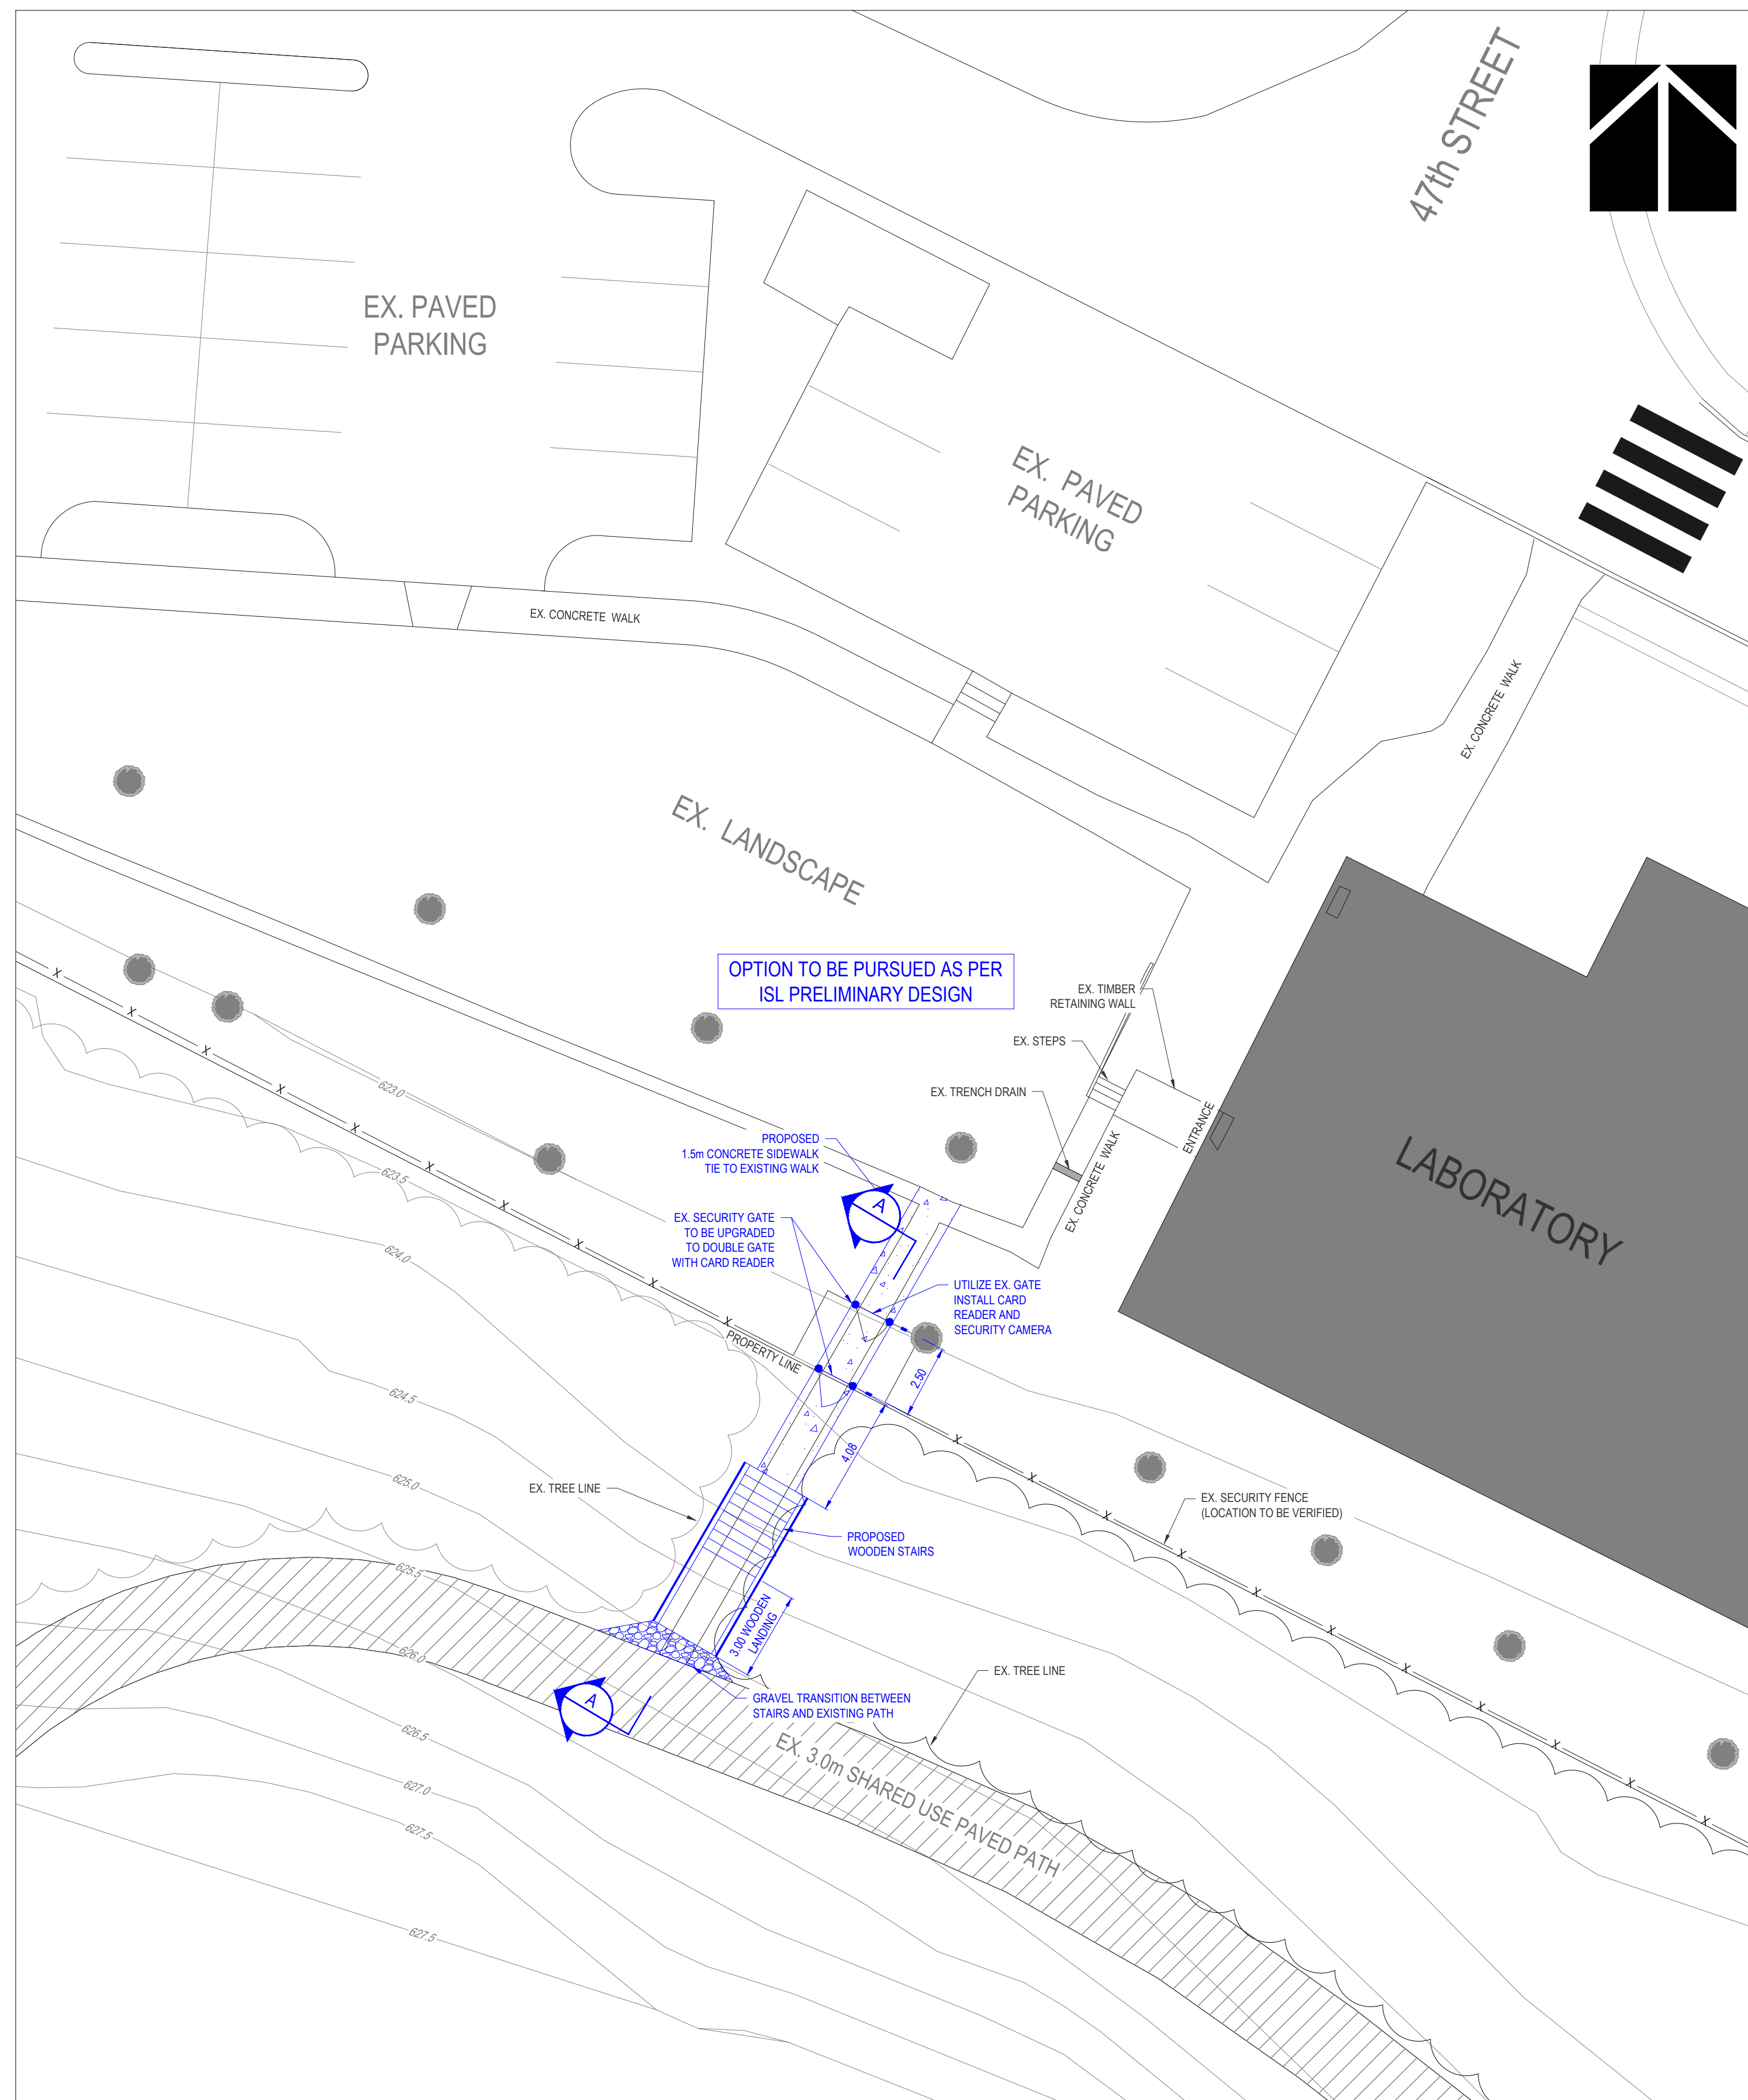 47th STREET
EX. PAVED
PARKING
EX. PAVED
PARKING
EX. CONCRETE WALK
EX. CONCRETE WALK
EX. LANDSCAPE
OPTION TO BE PURSUED AS PER
ISL PRELIMINARY DESIGN
EX. TIMBER
RETAINING WALL
EX. STEPS
EX. TRENCH DRAIN
ENTRANCE
EX. CONCRETE WALK
LABORATORY
PROPOSED
1.5m CONCRETE SIDEWALK
TIE TO EXISTING WALK
A
EX. SECURITY GATE
TO BE UPGRADED
TO DOUBLE GATE
WITH CARD READER
UTILIZE EX. GATE
INSTALL CARD
READER AND
SECURITY CAMERA
X
X
X
X
X
X
X
X
X
X
PROPERTY LINE
2.50
4.08
X
X
X
X
X
X
X
X
X
X
X
623.0
623.5
624.0
624.5
625.0
625.5
626.0
626.5
627.0
627.5
627.5
EX. TREE LINE
EX. SECURITY FENCE
(LOCATION TO BE VERIFIED)
PROPOSED
WOODEN STAIRS
3.00 WOODEN
LANDING
EX. TREE LINE
A
GRAVEL TRANSITION BETWEEN
STAIRS AND EXISTING PATH
EX. 3.0m SHARED USE PAVED PATH